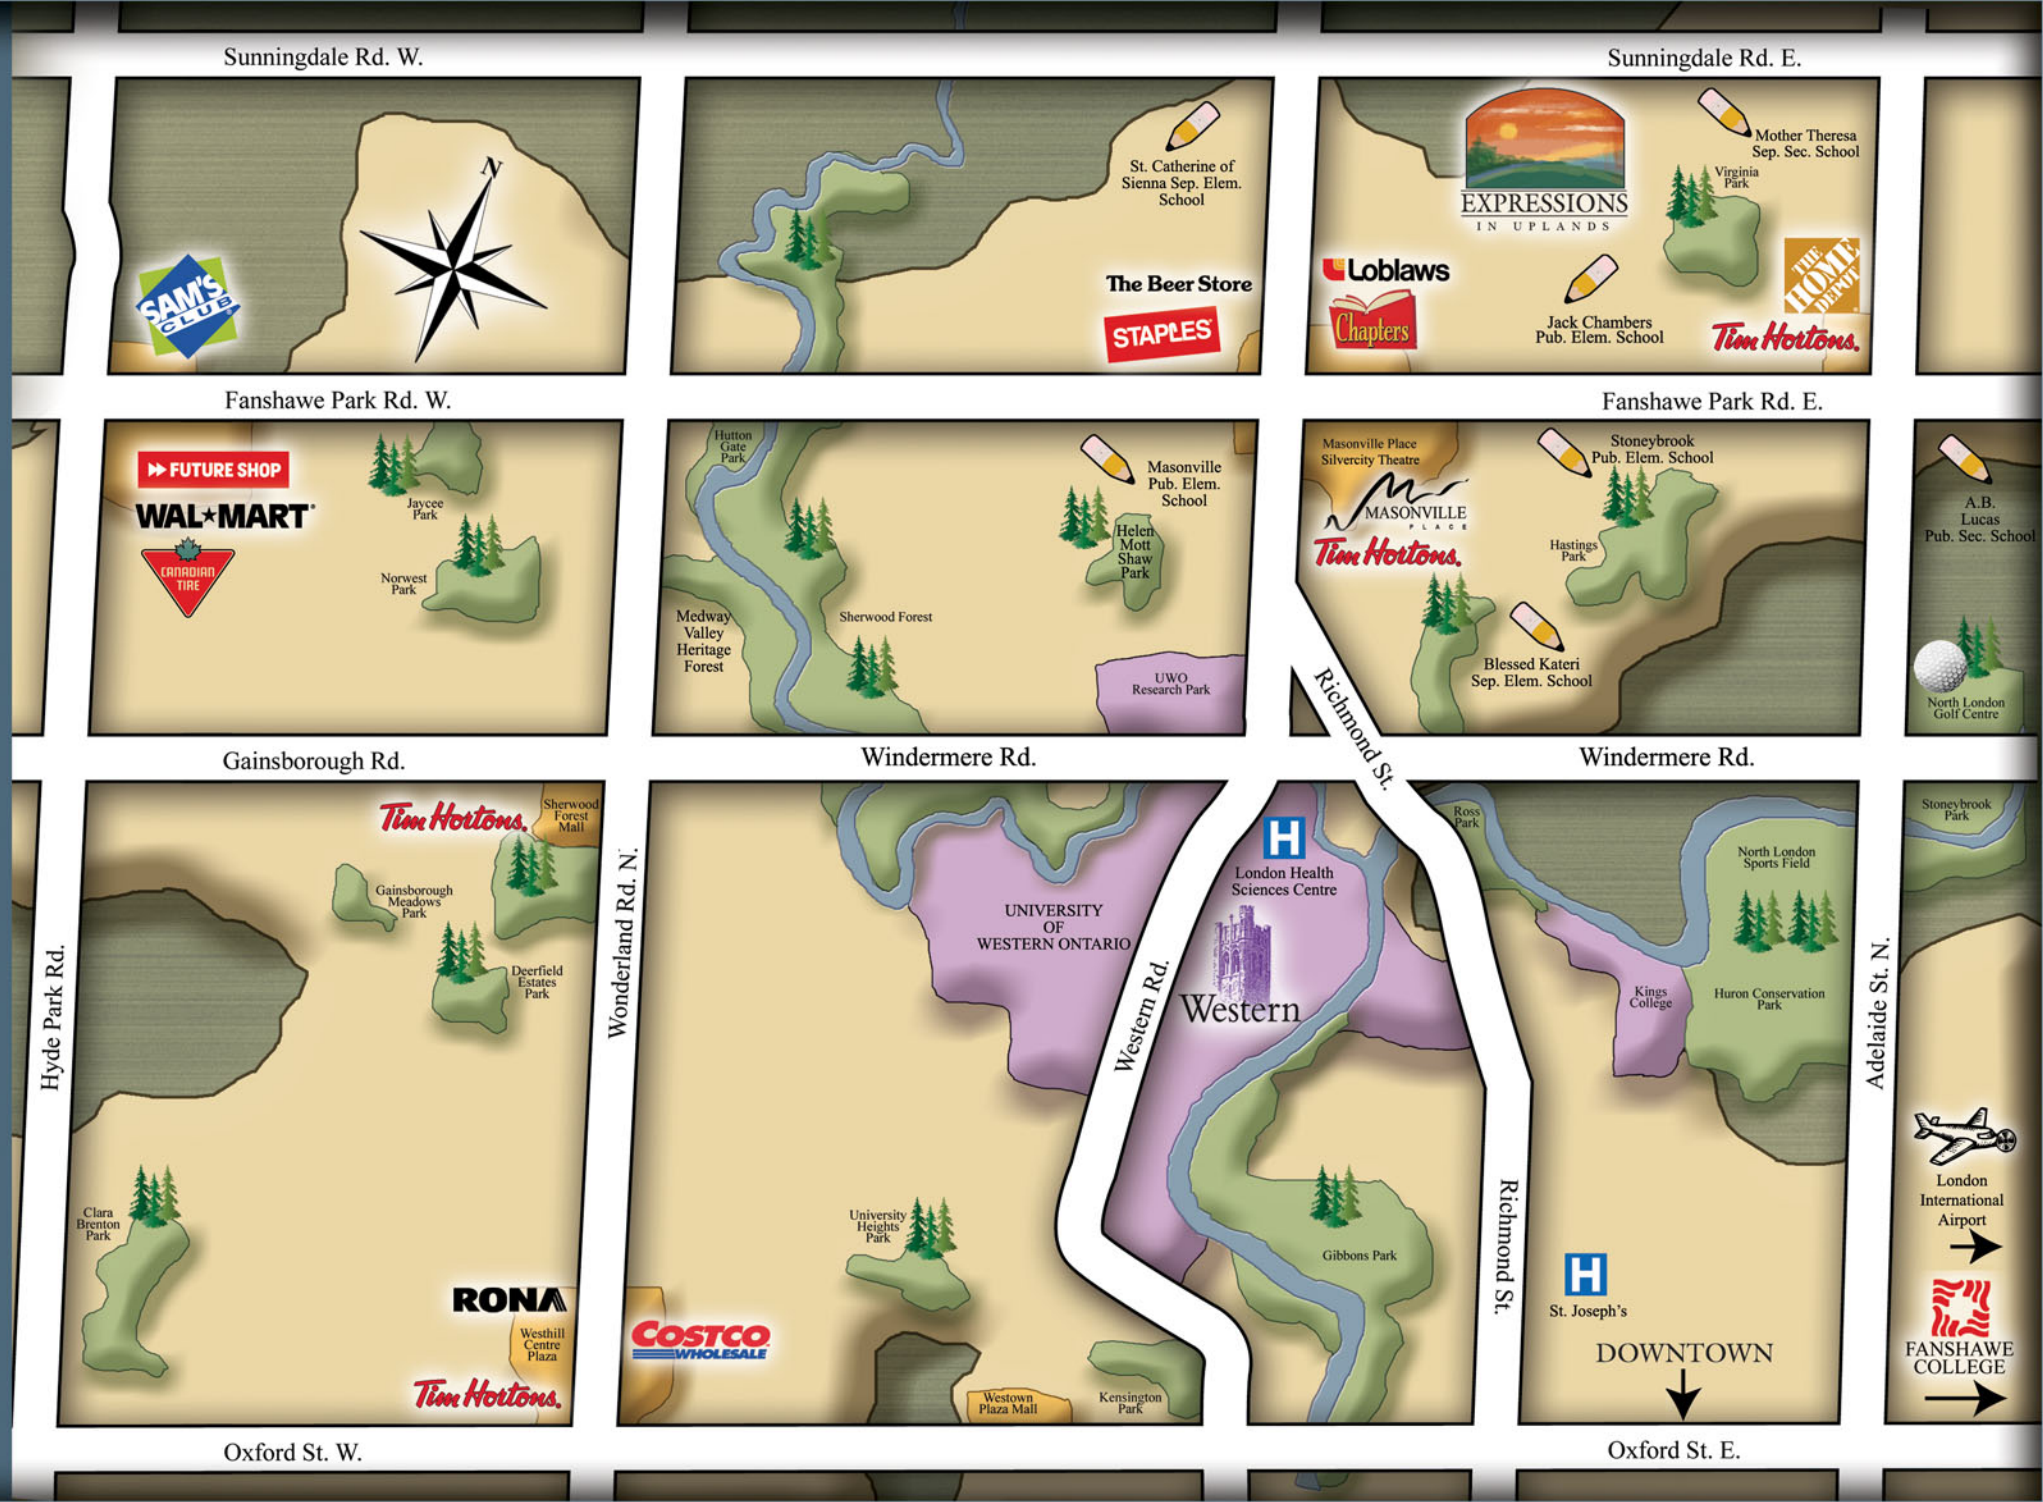 Sunningdale Rd. W.
Sunningdale Rd. E.
N
SAM'S
CLUB
St. Catherine of
Sienna Sep. Elem.
School
The Beer Store
STAPLES
EXPRESSIONS
IN UPLANDS
Mother Theresa
Sep. Sec. School
Virginia
Park
Loblaws
Chapters
Jack Chambers
Pub. Elem. School
THE
HOME
DEPOT
Tim Hortons.
Fanshawe Park Rd. W.
Fanshawe Park Rd. E.
FUTURE SHOP
WAL★MART
CANADIAN
TIRE
Jaycee
Park
Norwest
Park
Hutton
Gate
Park
Medway
Valley
Heritage
Forest
Sherwood Forest
Masonville
Pub. Elem.
School
Helen
Mott
Shaw
Park
UWO
Research Park
Masonville Place
Silvercity Theatre
MASONVILLE
PLACE
Tim Hortons.
Stoneybrook
Pub. Elem. School
Hastings
Park
Blessed Kateri
Sep. Elem. School
A.B.
Lucas
Pub. Sec. School
North London
Golf Centre
Richmond St.
Gainsborough Rd.
Windermere Rd.
Windermere Rd.
Hyde Park Rd.
Tim Hortons.
Sherwood
Forest
Mall
Gainsborough
Meadows
Park
Deerfield
Estates
Park
Clara
Brenton
Park
RONA
Westhill
Centre
Plaza
Tim Hortons.
Wonderland Rd. N.
UNIVERSITY
OF
WESTERN ONTARIO
University
Heights
Park
COSTCO
WHOLESALE
Westown
Plaza Mall
Kensington
Park
Western Rd.
H
London Health
Sciences Centre
Western
Gibbons Park
Richmond St.
Ross
Park
North London
Sports Field
Kings
College
Huron Conservation
Park
H
St. Joseph's
DOWNTOWN
Adelaide St. N.
Stoneybrook
Park
London
International
Airport
FANSHAWE
COLLEGE
Oxford St. W.
Oxford St. E.